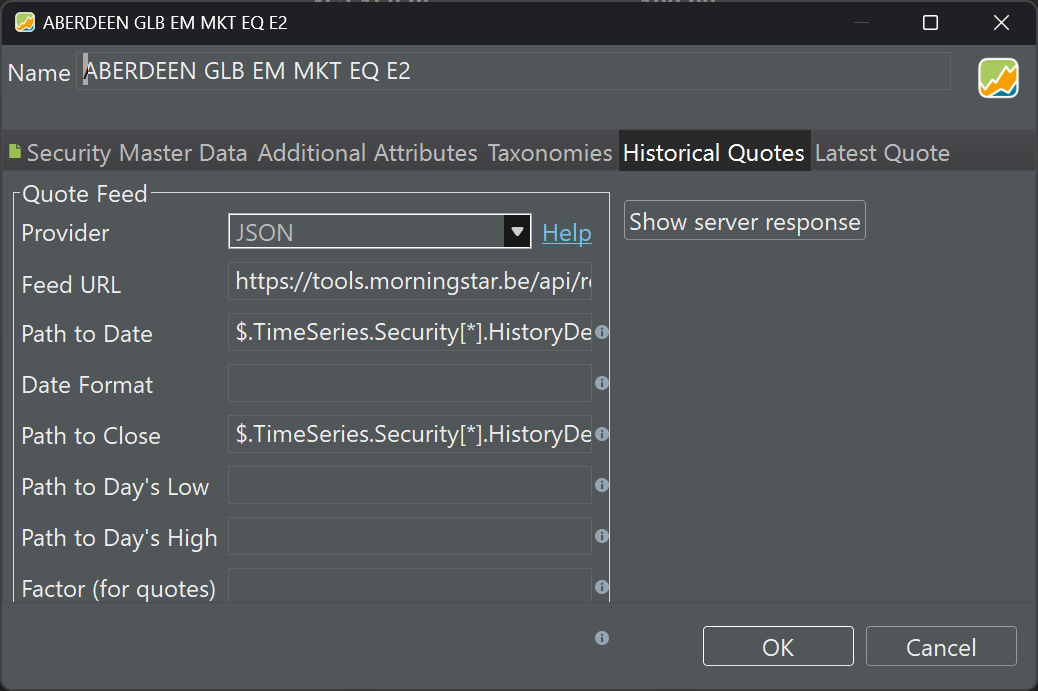 ABERDEEN GLB EM MKT EQ E2
Name ABERDEEN GLB EM MKT EQ E2
Security Master Data Additional Attributes Taxonomies Historical Quotes Latest Quote
Quote Feed
Provider JSON Help
Show server response
Feed URL https://tools.morningstar.be/api/r
Path to Date $.TimeSeries.Security[*].HistoryDe
Date Format
Path to Close $.TimeSeries.Security[*].HistoryDe
Path to Day's Low
Path to Day's High
Factor (for quotes)
OK Cancel